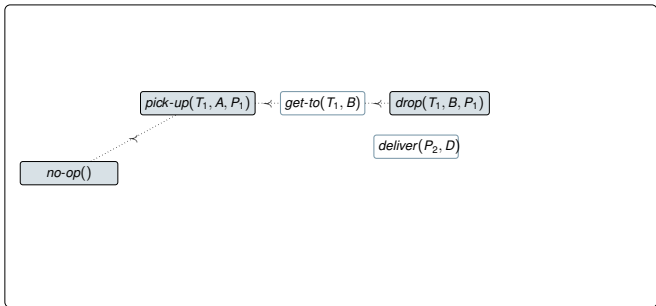 pick-up(T₁, A, P₁) ≺ get-to(T₁, B) ≺ drop(T₁, B, P₁)
≺
deliver(P₂, D)
no-op()